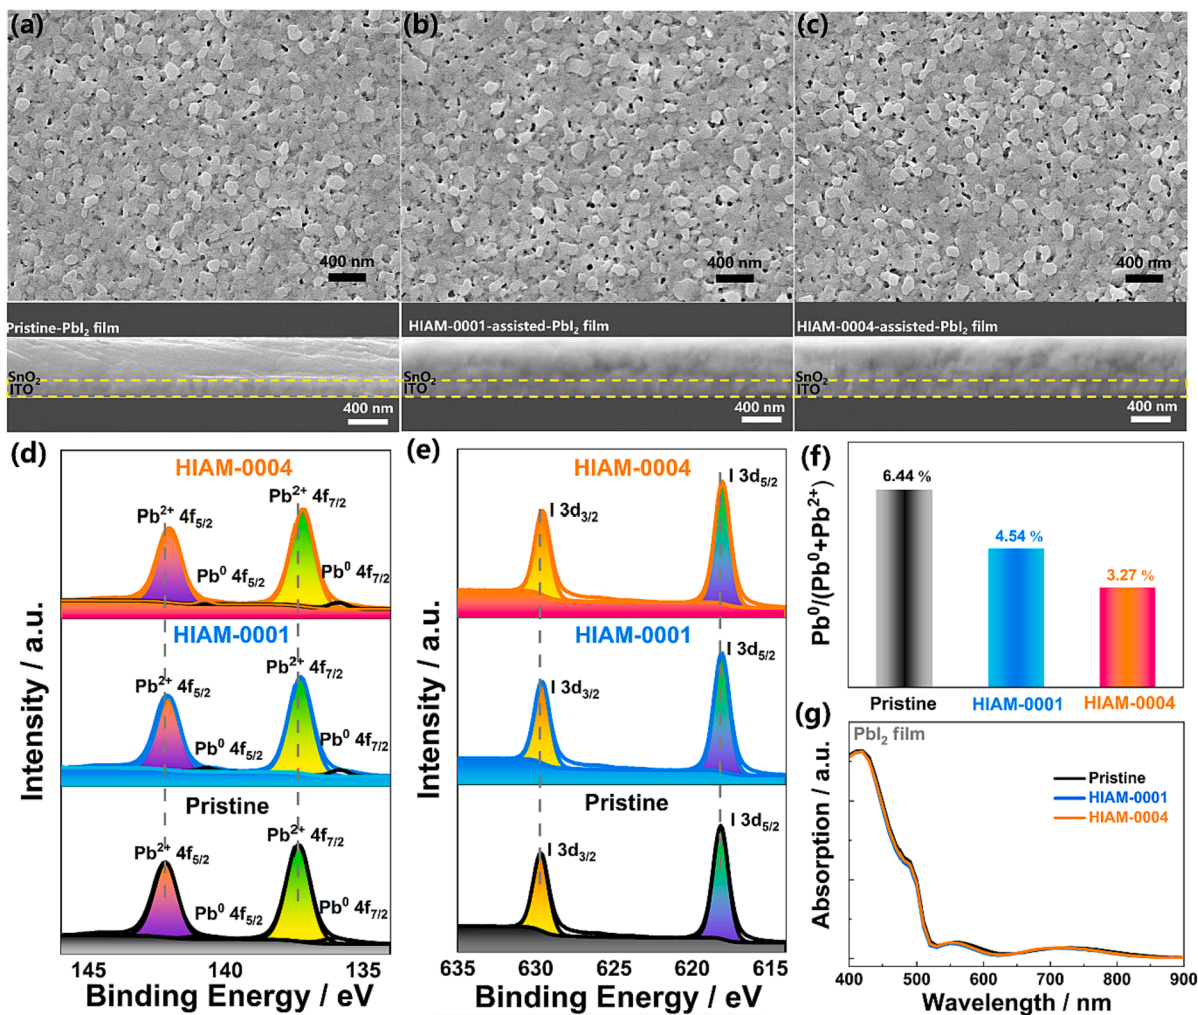 (a)
(b)
(c)
400 nm
400 nm
400 nm
Pristine-PbI₂ film
HIAM-0001-assisted-PbI₂ film
HIAM-0004-assisted-PbI₂ film
SnO₂
ITO
400 nm
SnO₂
ITO
400 nm
SnO₂
ITO
400 nm
(d)
HIAM-0004
Pb²⁺ 4f₇/₂
Pb²⁺ 4f₅/₂
Pb⁰ 4f₅/₂
Pb⁰ 4f₇/₂
HIAM-0001
Pb²⁺ 4f₇/₂
Pb²⁺ 4f₅/₂
Pb⁰ 4f₅/₂
Pb⁰ 4f₇/₂
Pristine
Pb²⁺ 4f₇/₂
Pb²⁺ 4f₅/₂
Pb⁰ 4f₅/₂
Pb⁰ 4f₇/₂
Intensity / a.u.
145
140
135
Binding Energy / eV
(e)
HIAM-0004
I 3d₅/₂
I 3d₃/₂
HIAM-0001
I 3d₅/₂
I 3d₃/₂
Pristine
I 3d₅/₂
I 3d₃/₂
Intensity / a.u.
635
630
625
620
615
Binding Energy / eV
(f)
6.44 %
4.54 %
3.27 %
Pb⁰/(Pb⁰+Pb²⁺)
Pristine
HIAM-0001
HIAM-0004
(g)
PbI₂ film
Pristine
HIAM-0001
HIAM-0004
Absorption / a.u.
400
500
600
700
800
900
Wavelength / nm